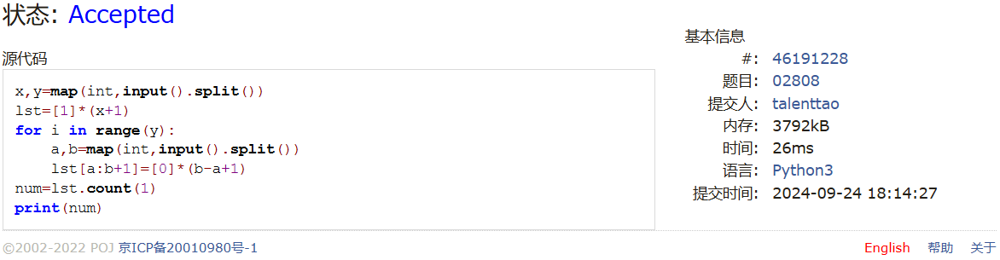 状态: Accepted
源代码
x,y=map(int,input().split())
lst=[1]*(x+1)
for i in range(y):
    a,b=map(int,input().split())
    lst[a:b+1]=[0]*(b-a+1)
num=lst.count(1)
print(num)
基本信息
#: 46191228
题目: 02808
提交人: talenttao
内存: 3792kB
时间: 26ms
语言: Python3
提交时间: 2024-09-24 18:14:27
©2002-2022 POJ 京ICP备20010980号-1
English 帮助 关于